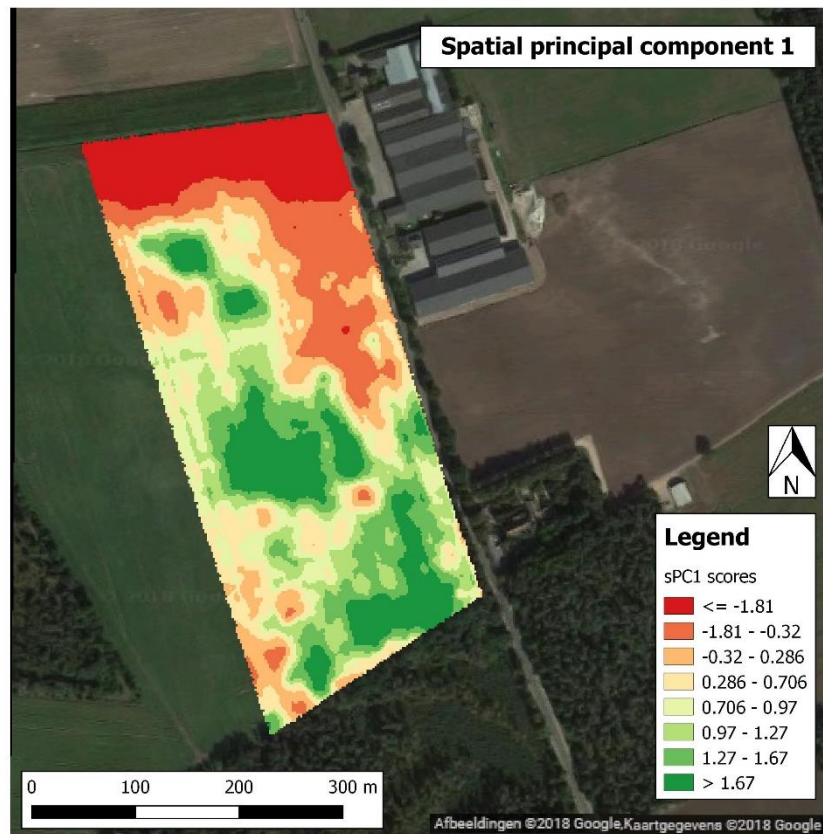 Spatial principal component 1
© 2018 Google
N
Legend
sPC1 scores
<= -1.81
-1.81 - -0.32
-0.32 - 0.286
0.286 - 0.706
0.706 - 0.97
0.97 - 1.27
1.27 - 1.67
> 1.67
0 100 200 300 m
Afbeeldingen ©2018 Google,Kaartgegevens ©2018 Google